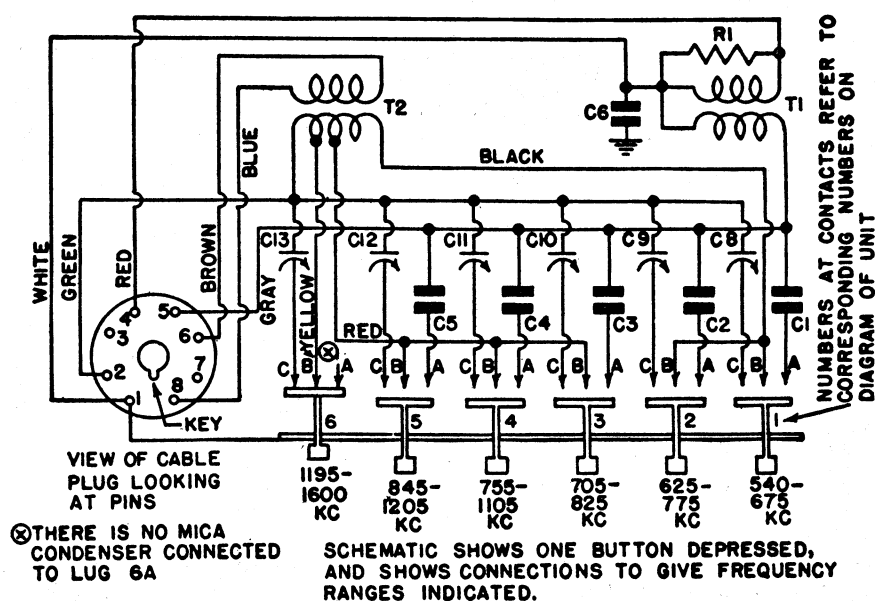 R1
T1
C6
T2
BLACK
WHITE
GREEN
RED
BROWN
BLUE
GRAY
YELLOW
RED
C13
C12
C11
C10
C9
C8
C5
C4
C3
C2
C1
4
5
3
6
2
7
1
8
KEY
C B A
C B A
C B A
C B A
C B A
C B A
6
5
4
3
2
1
VIEW OF CABLE
PLUG LOOKING
AT PINS
1195-
1600
KC
845-
1205
KC
755-
1105
KC
705-
825
KC
625-
775
KC
540-
675
KC
NUMBERS AT CONTACTS REFER TO
CORRESPONDING NUMBERS ON
DIAGRAM OF UNIT
ⓧ THERE IS NO MICA
CONDENSER CONNECTED
TO LUG 6A
SCHEMATIC SHOWS ONE BUTTON DEPRESSED,
AND SHOWS CONNECTIONS TO GIVE FREQUENCY
RANGES INDICATED.